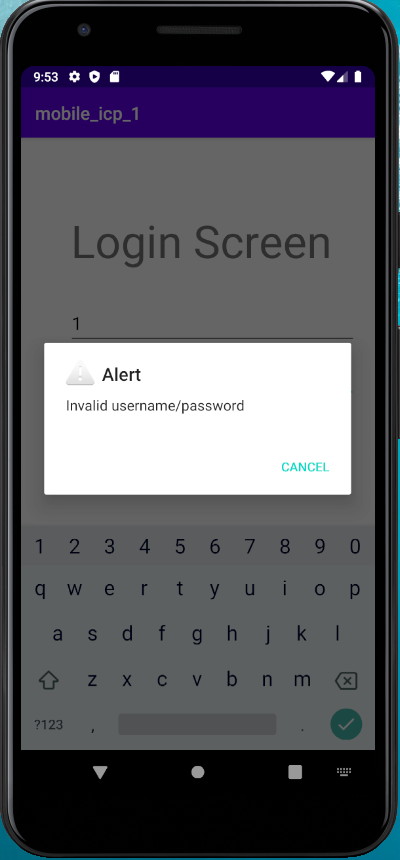 9:53
mobile_icp_1
Login Screen
1
Alert
Invalid username/password
CANCEL
1 2 3 4 5 6 7 8 9 0
q w e r t y u i o p
a s d f g h j k l
z x c v b n m
?123 , .